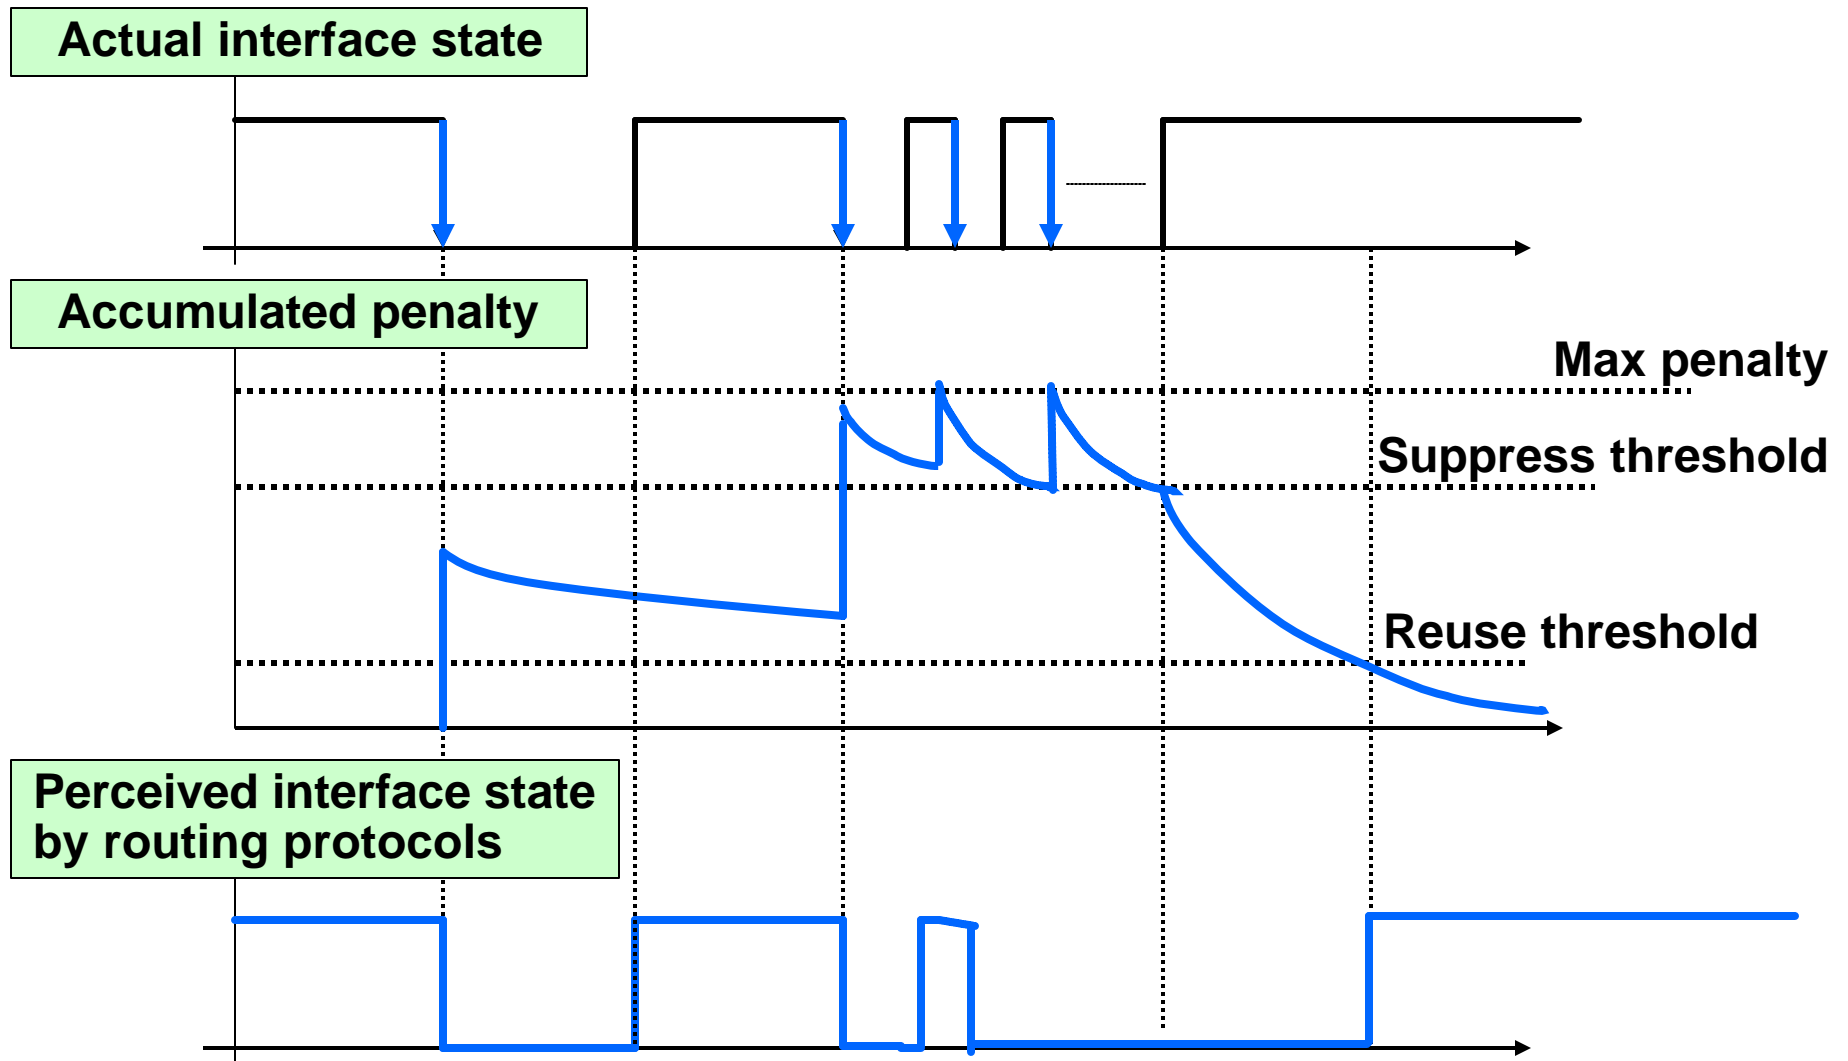 Actual interface state
Accumulated penalty
Max penalty
Suppress threshold
Reuse threshold
Perceived interface state
by routing protocols